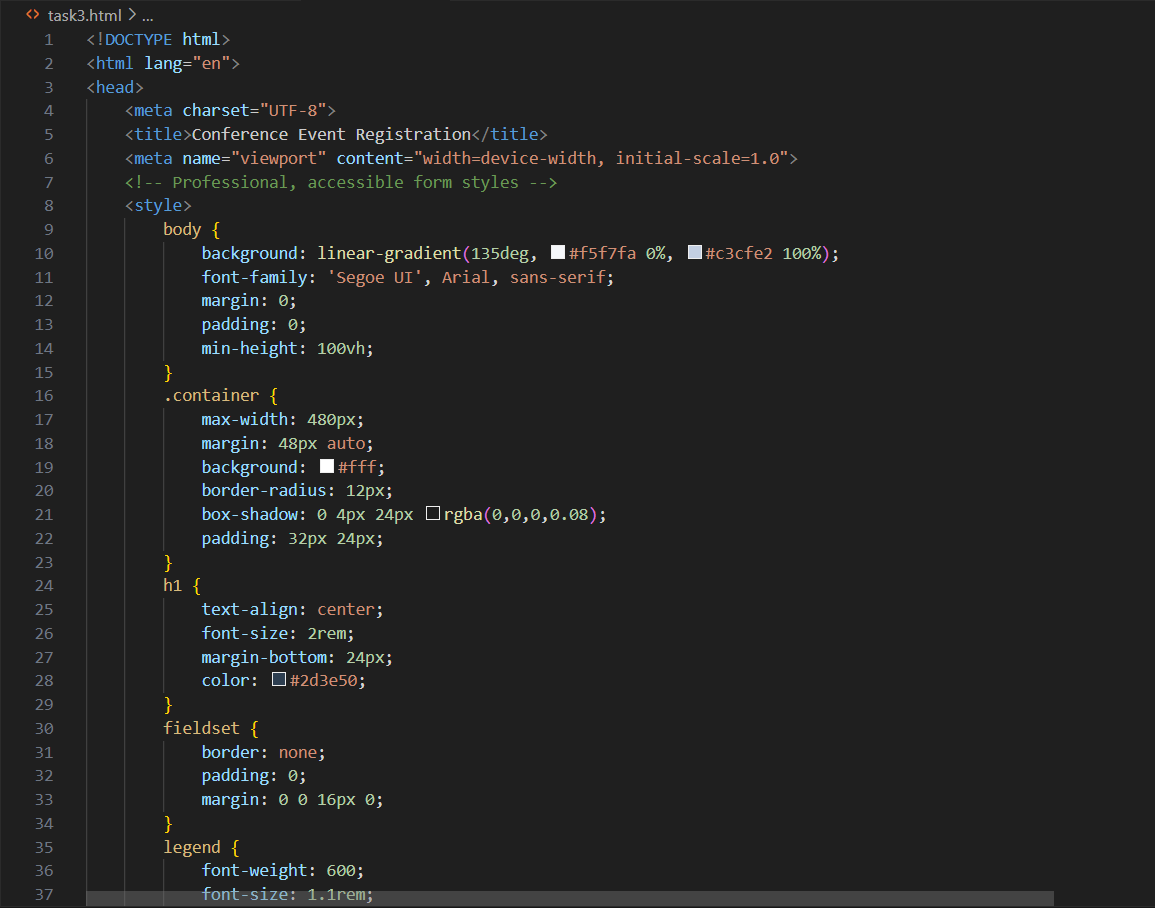 task3.html > ...
1 <!DOCTYPE html>
2 <html lang="en">
3 <head>
4     <meta charset="UTF-8">
5     <title>Conference Event Registration</title>
6     <meta name="viewport" content="width=device-width, initial-scale=1.0">
7     <!-- Professional, accessible form styles -->
8     <style>
9         body {
10             background: linear-gradient(135deg, #f5f7fa 0%, #c3cfe2 100%);
11             font-family: 'Segoe UI', Arial, sans-serif;
12             margin: 0;
13             padding: 0;
14             min-height: 100vh;
15         }
16         .container {
17             max-width: 480px;
18             margin: 48px auto;
19             background: #fff;
20             border-radius: 12px;
21             box-shadow: 0 4px 24px rgba(0,0,0,0.08);
22             padding: 32px 24px;
23         }
24         h1 {
25             text-align: center;
26             font-size: 2rem;
27             margin-bottom: 24px;
28             color: #2d3e50;
29         }
30         fieldset {
31             border: none;
32             padding: 0;
33             margin: 0 0 16px 0;
34         }
35         legend {
36             font-weight: 600;
37             font-size: 1.1rem;